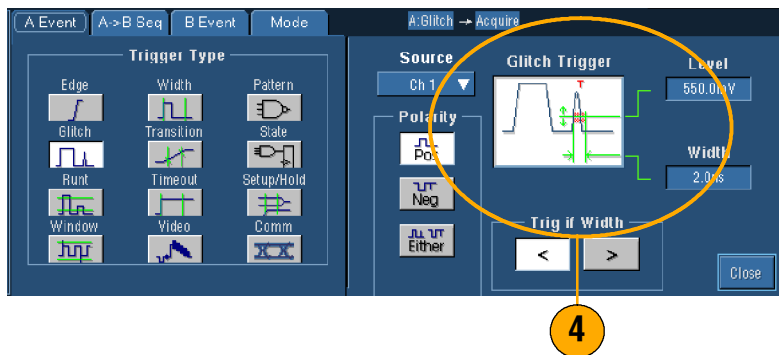 A Event A->B Seq B Event Mode
A:Glitch → Acquire
Trigger Type
Edge Width Pattern
Glitch Transition State
Runt Timeout Setup/Hold
Window Video Comm
Source
Ch 1
Polarity
Pos
Neg
Either
Glitch Trigger
T
Level
550.0mV
Width
2.0ns
Trig if Width
< >
Close
4